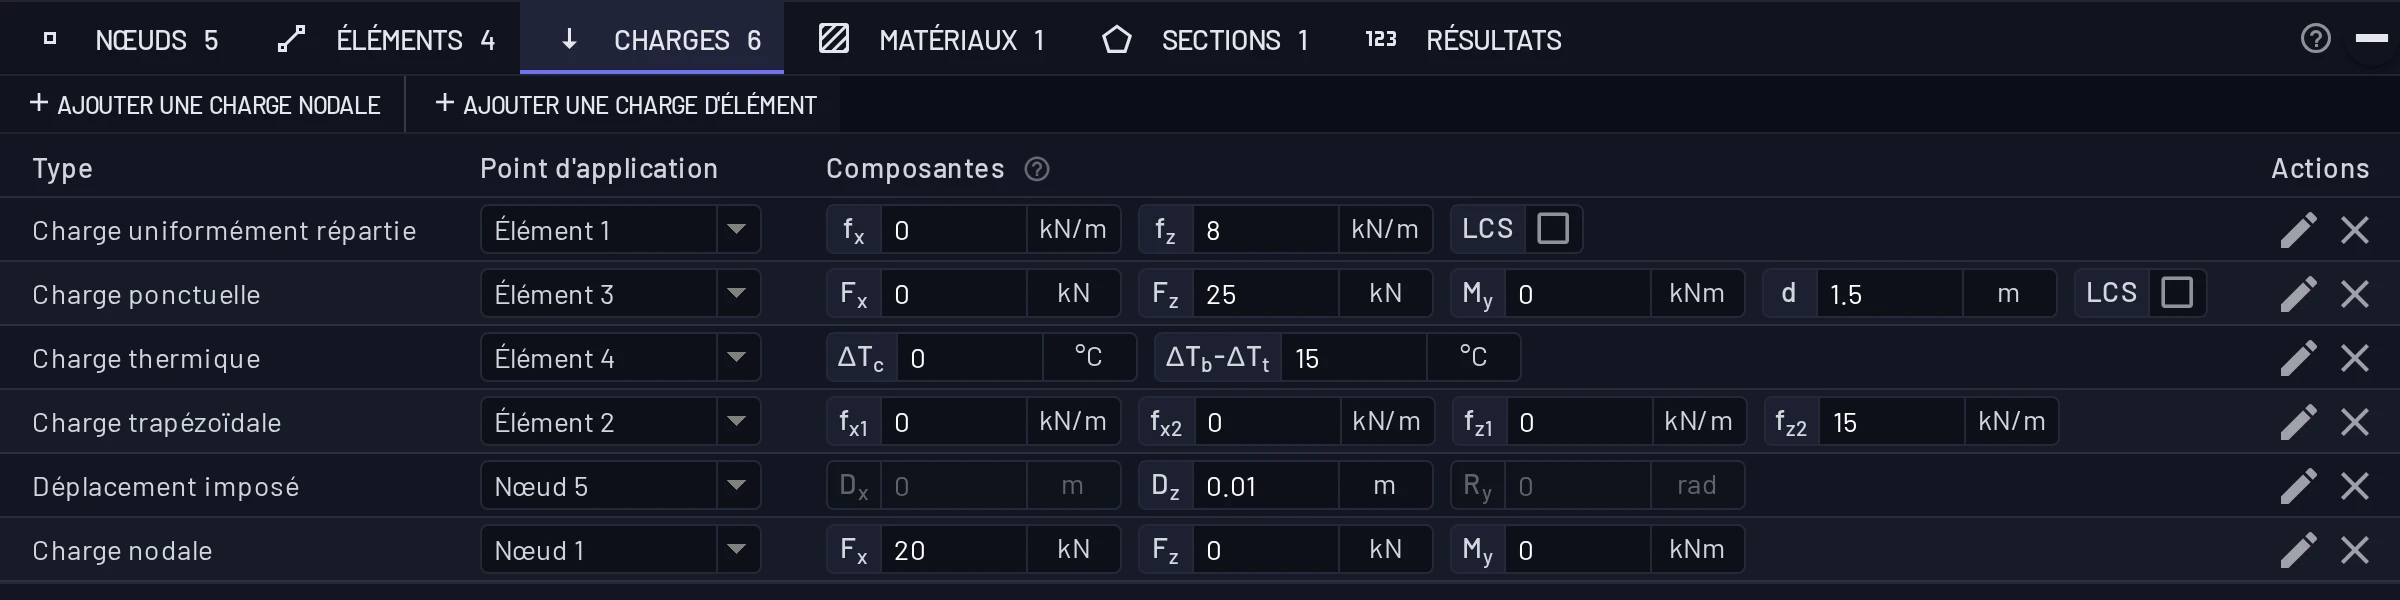 NŒUDS 5 ÉLÉMENTS 4 CHARGES 6 MATÉRIAUX 1 SECTIONS 1 123 RÉSULTATS ?
+ AJOUTER UNE CHARGE NODALE + AJOUTER UNE CHARGE D'ÉLÉMENT
Type Point d'application Composantes ? Actions
Charge uniformément répartie Élément 1 fx 0 kN/m fz 8 kN/m LCS
Charge ponctuelle Élément 3 Fx 0 kN Fz 25 kN My 0 kNm d 1.5 m LCS
Charge thermique Élément 4 ΔTc 0 °C ΔTb-ΔTt 15 °C
Charge trapézoïdale Élément 2 fx1 0 kN/m fx2 0 kN/m fz1 0 kN/m fz2 15 kN/m
Déplacement imposé Nœud 5 Dx 0 m Dz 0.01 m Ry 0 rad
Charge nodale Nœud 1 Fx 20 kN Fz 0 kN My 0 kNm